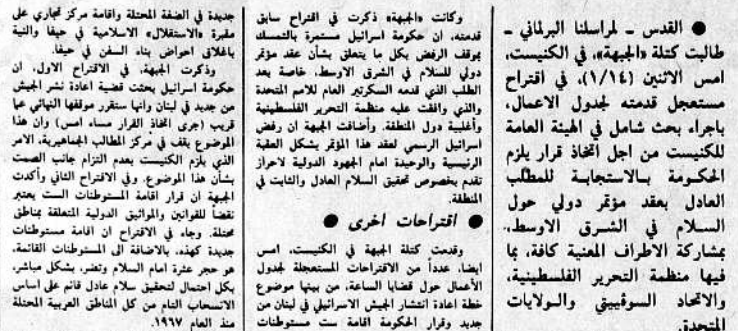 ● القدس ـ لمراسلنا البرلماني ـ
طالبت كتلة «الجبهة»، في الكنيست،
امس الاثنين (١/١٤)، في اقتراح
مستعجل قدمته لجدول الاعمال،
باجراء بحث شامل في الهيئة العامة
للكنيست من اجل اتخاذ قرار يلزم
الحكومة بالاستجابة للمطلب
العادل بعقد مؤتمر دولي حول
السلام في الشرق الاوسط،
بمشاركة الاطراف المعنية كافة، بما
فيها منظمة التحرير الفلسطينية،
والاتحاد السوڤييتي والولايات
المتحدة.
وكانت «الجبهة» ذكرت في اقتراح سابق
قدمته، ان حكومة اسرائيل مستمرة بالتمسك
بموقف الرفض بكل ما يتعلق بشأن عقد مؤتمر
دولي للسلام في الشرق الاوسط، خاصة بعد
الطلب الذي قدمه السكرتير العام للامم المتحدة
والذي وافقت عليه منظمة التحرير الفلسطينية
وأغلبية دول المنطقة. وأضافت الجبهة ان رفض
اسرائيل الرسمي لعقد هذا المؤتمر يشكل العقبة
الرئيسية والوحيدة امام الجهود الدولية لاحراز
تقدم بخصوص تحقيق السلام العادل والثابت في
المنطقة.
● اقتراحات اخرى ●
وقدمت كتلة الجبهة في الكنيست، امس
ايضا، عدداً من الاقتراحات المستعجلة لجدول
الأعمال حول قضايا الساعة، من بينها موضوع
خطة اعادة انتشار الجيش الاسرائيلي في لبنان من
جديد وقرار الحكومة اقامة ست مستوطنات
جديدة في الضفة المحتلة واقامة مركز تجاري على
مقبرة «الاستقلال» الاسلامية في حيفا والنية
باغلاق احواض بناء السفن في حيفا.
وذكرت الجبهة، في الاقتراح الاول، ان
حكومة اسرائيل بحثت قضية اعادة نشر الجيش
من جديد في لبنان وانها ستقرر موقفها النهائي عما
قريب (جرى اتخاذ القرار مساء امس) وان هذا
الموضوع يقف في مركز المطالب الجماهيرية، الامر
الذي يلزم الكنيست بعدم التزام جانب الصمت
بشأن هذا الموضوع. وفي الاقتراح الثاني وأكدت
الجبهة ان قرار اقامة المستوطنات الست يعتبر
نقضاً للقوانين والمواثيق الدولية المتعلقة بمناطق
محتلة. وجاء في الاقتراح ان اقامة مستوطنات
جديدة كهذه، بالاضافة الى المستوطنات القائمة،
هو حجر عثرة امام السلام وتضر، بشكل مباشر،
بكل احتمال لتحقيق سلام عادل قائم على اساس
الانسحاب التام من كل المناطق العربية المحتلة
منذ العام ١٩٦٧.